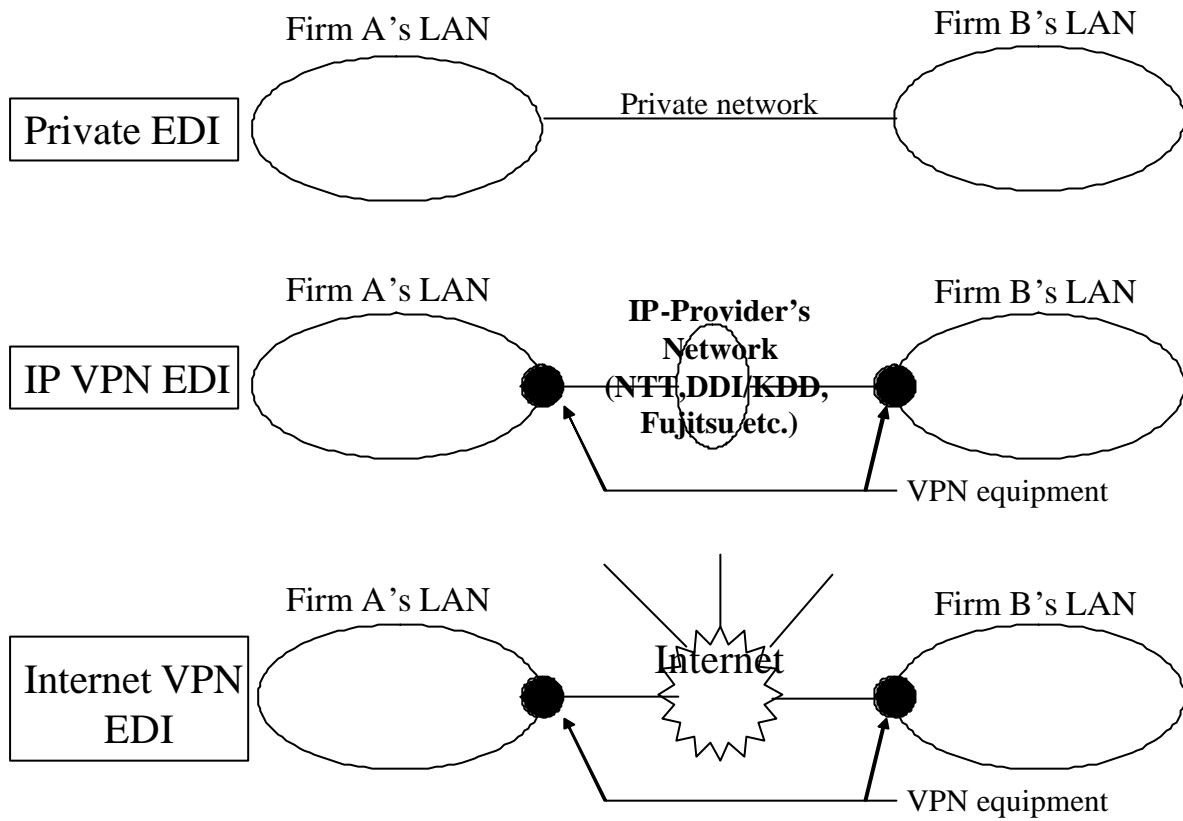 Firm A's LAN
Firm B's LAN
Private EDI
Private network
Firm A's LAN
Firm B's LAN
IP VPN EDI
IP-Provider's
Network
(NTT,DDI/KDD,
Fujitsu etc.)
VPN equipment
Firm A's LAN
Firm B's LAN
Internet VPN
EDI
Internet
VPN equipment